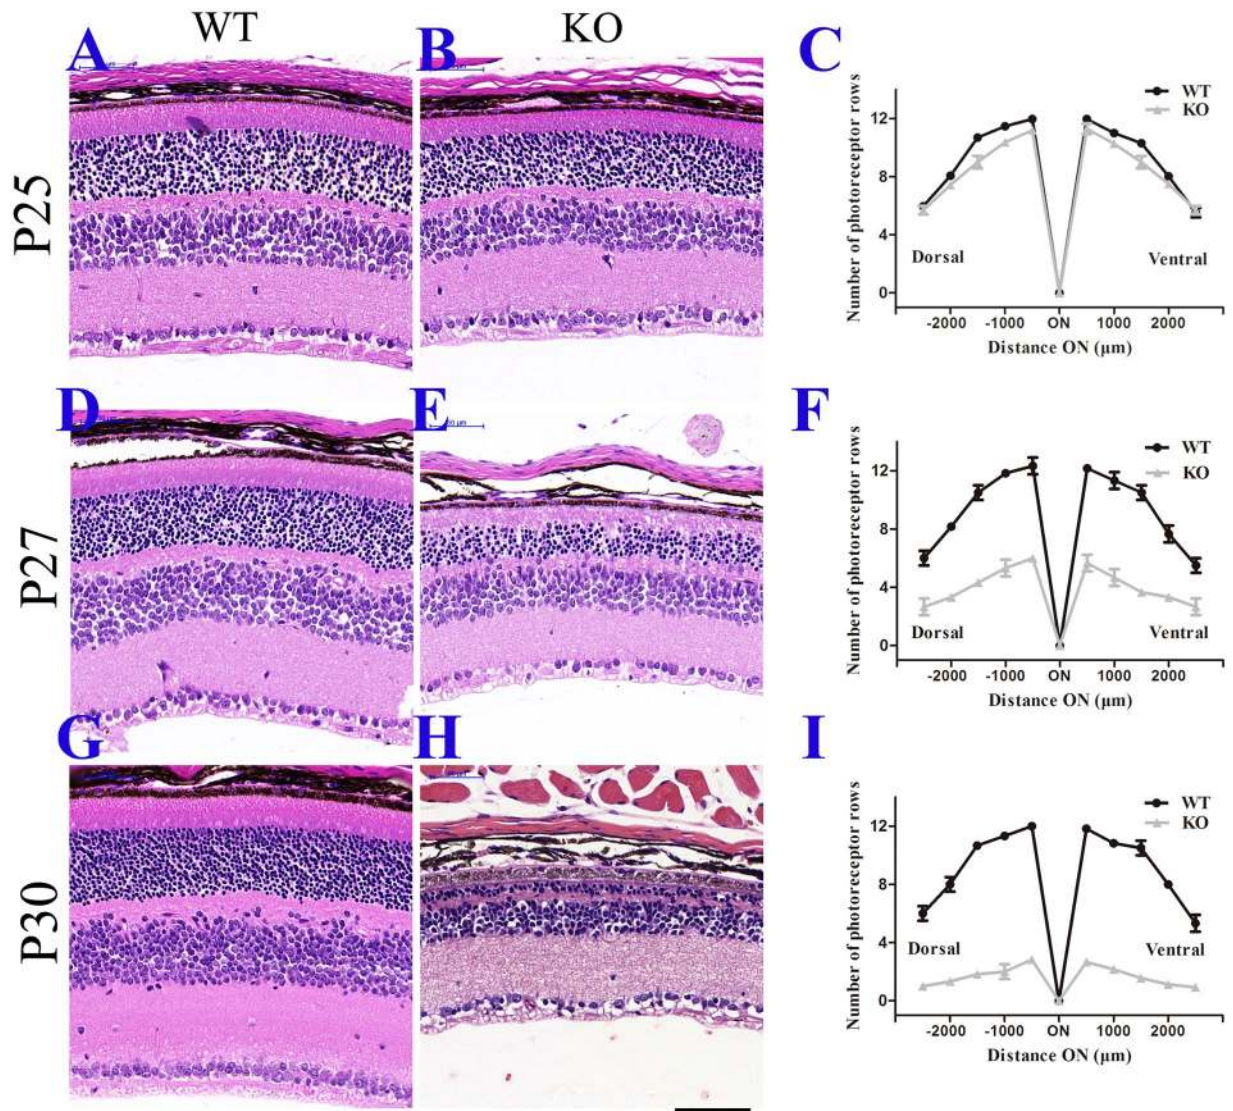 WT
KO
A
B
C
P25
WT
KO
Number of photoreceptor rows
12
8
4
0
Dorsal
Ventral
-2000
-1000
ON
1000
2000
Distance ON (µm)
D
E
F
P27
WT
KO
Number of photoreceptor rows
12
8
4
0
Dorsal
Ventral
-2000
-1000
ON
1000
2000
Distance ON (µm)
G
H
I
P30
WT
KO
Number of photoreceptor rows
12
8
4
0
Dorsal
Ventral
-2000
-1000
ON
1000
2000
Distance ON (µm)